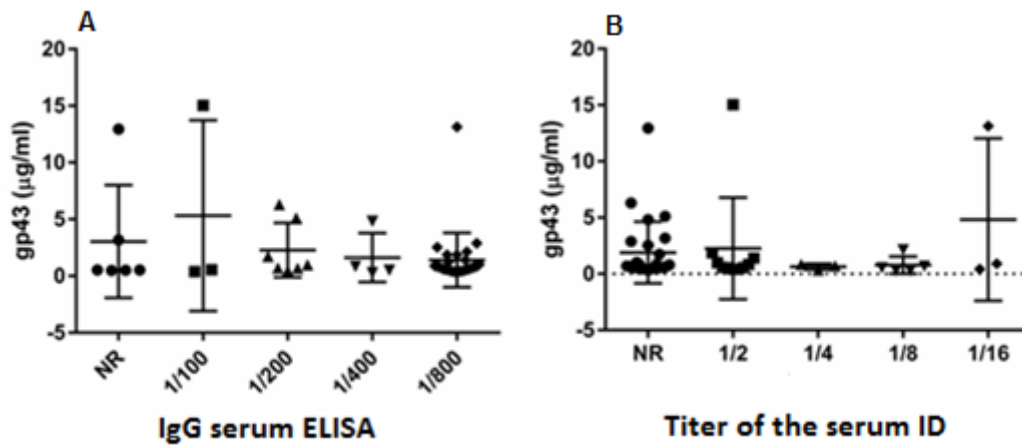 A
gp43 (µg/ml)
20
15
10
5
0
-5
NR
1/100
1/200
1/400
1/800
IgG serum ELISA
B
gp43 (µg/ml)
20
15
10
5
0
-5
NR
1/2
1/4
1/8
1/16
Titer of the serum ID